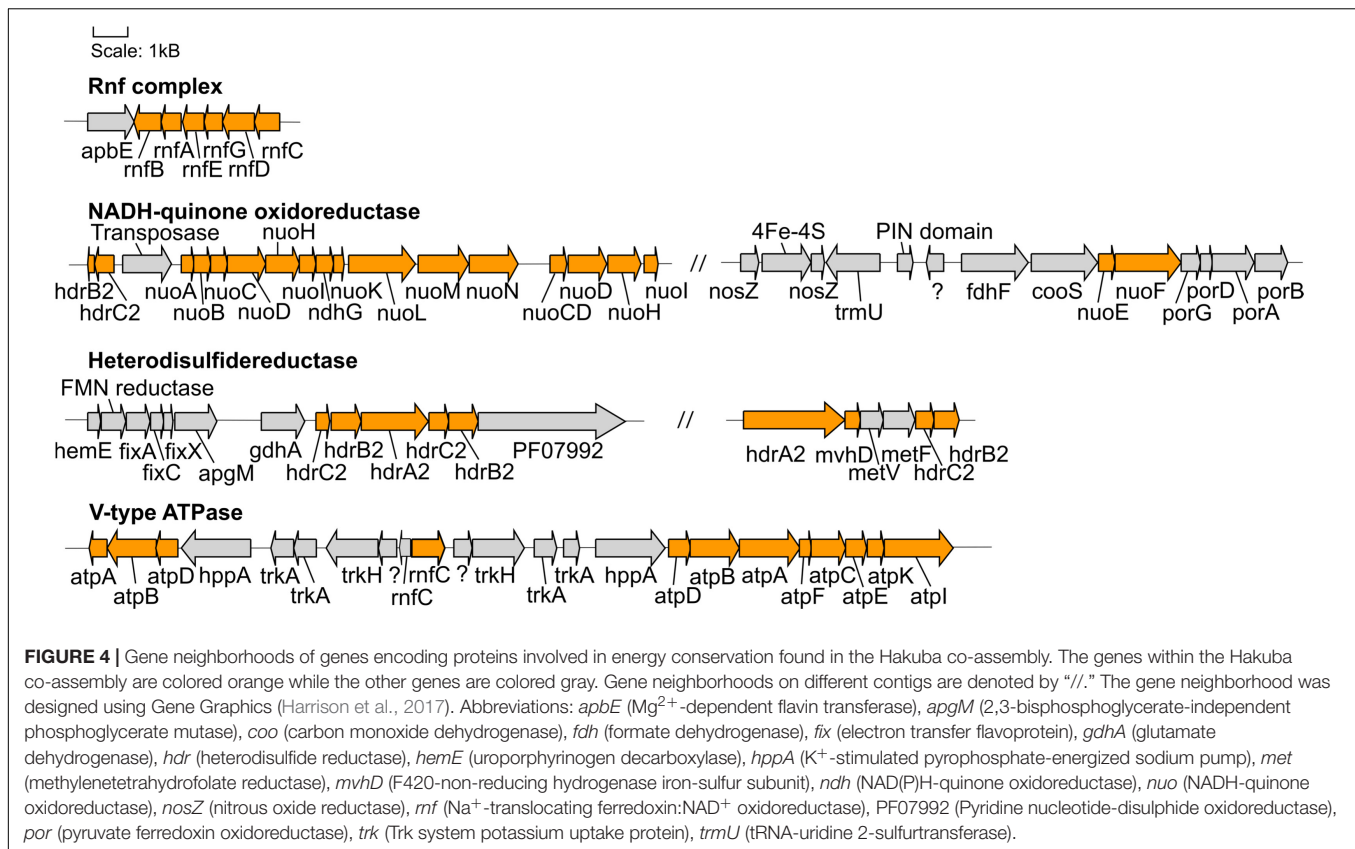 Scale: 1kB
Rnf complex
apbE rnfA rnfG rnfC
rnfB rnfE rnfD
NADH-quinone oxidoreductase
Transposase nuoH 4Fe-4S PIN domain
//
hdrB2 nuoA nuoC nuoI nuoK nuoM nuoN nuoD nuoI nosZ nosZ ? fdhF cooS nuoF porD porB
hdrC2 nuoB nuoD ndhG nuoL nuoCD nuoH trmU nuoE porG porA
Heterodisulfidereductase
FMN reductase
//
hemE fixA fixX gdhA hdrB2 hdrC2 PF07992 hdrA2 mvhD metF hdrB2
fixC apgM hdrC2 hdrA2 hdrB2 metV hdrC2
V-type ATPase
atpA atpD hppA trkA trkH ? rnfC ? trkH trkA hppA atpB atpA atpC atpK
atpB trkA rnfC trkA atpD atpF atpE atpI
FIGURE 4 | Gene neighborhoods of genes encoding proteins involved in energy conservation found in the Hakuba co-assembly. The genes within the Hakuba
co-assembly are colored orange while the other genes are colored gray. Gene neighborhoods on different contigs are denoted by “//.” The gene neighborhood was
designed using Gene Graphics (Harrison et al., 2017). Abbreviations: apbE (Mg2+-dependent flavin transferase), apgM (2,3-bisphosphoglycerate-independent
phosphoglycerate mutase), coo (carbon monoxide dehydrogenase), fdh (formate dehydrogenase), fix (electron transfer flavoprotein), gdhA (glutamate
dehydrogenase), hdr (heterodisulfide reductase), hemE (uroporphyrinogen decarboxylase), hppA (K+-stimulated pyrophosphate-energized sodium pump), met
(methylenetetrahydrofolate reductase), mvhD (F420-non-reducing hydrogenase iron-sulfur subunit), ndh (NAD(P)H-quinone oxidoreductase), nuo (NADH-quinone
oxidoreductase), nosZ (nitrous oxide reductase), rnf (Na+-translocating ferredoxin:NAD+ oxidoreductase), PF07992 (Pyridine nucleotide-disulphide oxidoreductase),
por (pyruvate ferredoxin oxidoreductase), trk (Trk system potassium uptake protein), trmU (tRNA-uridine 2-sulfurtransferase).